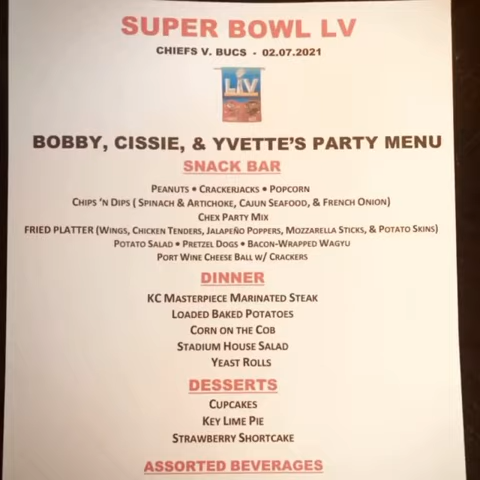 SUPER BOWL LV
CHIEFS V. BUCS - 02.07.2021
LIV
BOBBY, CISSIE, & YVETTE'S PARTY MENU
SNACK BAR
PEANUTS • CRACKERJACKS • POPCORN
CHIPS 'N DIPS ( SPINACH & ARTICHOKE, CAJUN SEAFOOD, & FRENCH ONION)
CHEX PARTY MIX
FRIED PLATTER (WINGS, CHICKEN TENDERS, JALAPEÑO POPPERS, MOZZARELLA STICKS, & POTATO SKINS)
POTATO SALAD • PRETZEL DOGS • BACON-WRAPPED WAGYU
PORT WINE CHEESE BALL W/ CRACKERS
DINNER
KC MASTERPIECE MARINATED STEAK
LOADED BAKED POTATOES
CORN ON THE COB
STADIUM HOUSE SALAD
YEAST ROLLS
DESSERTS
CUPCAKES
KEY LIME PIE
STRAWBERRY SHORTCAKE
ASSORTED BEVERAGES